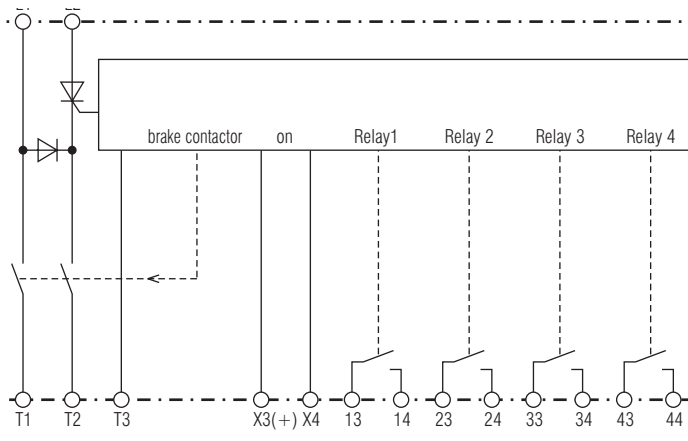 brake contactor on Relay1 Relay 2 Relay 3 Relay 4
T1 T2 T3 X3(+) X4 13 14 23 24 33 34 43 44